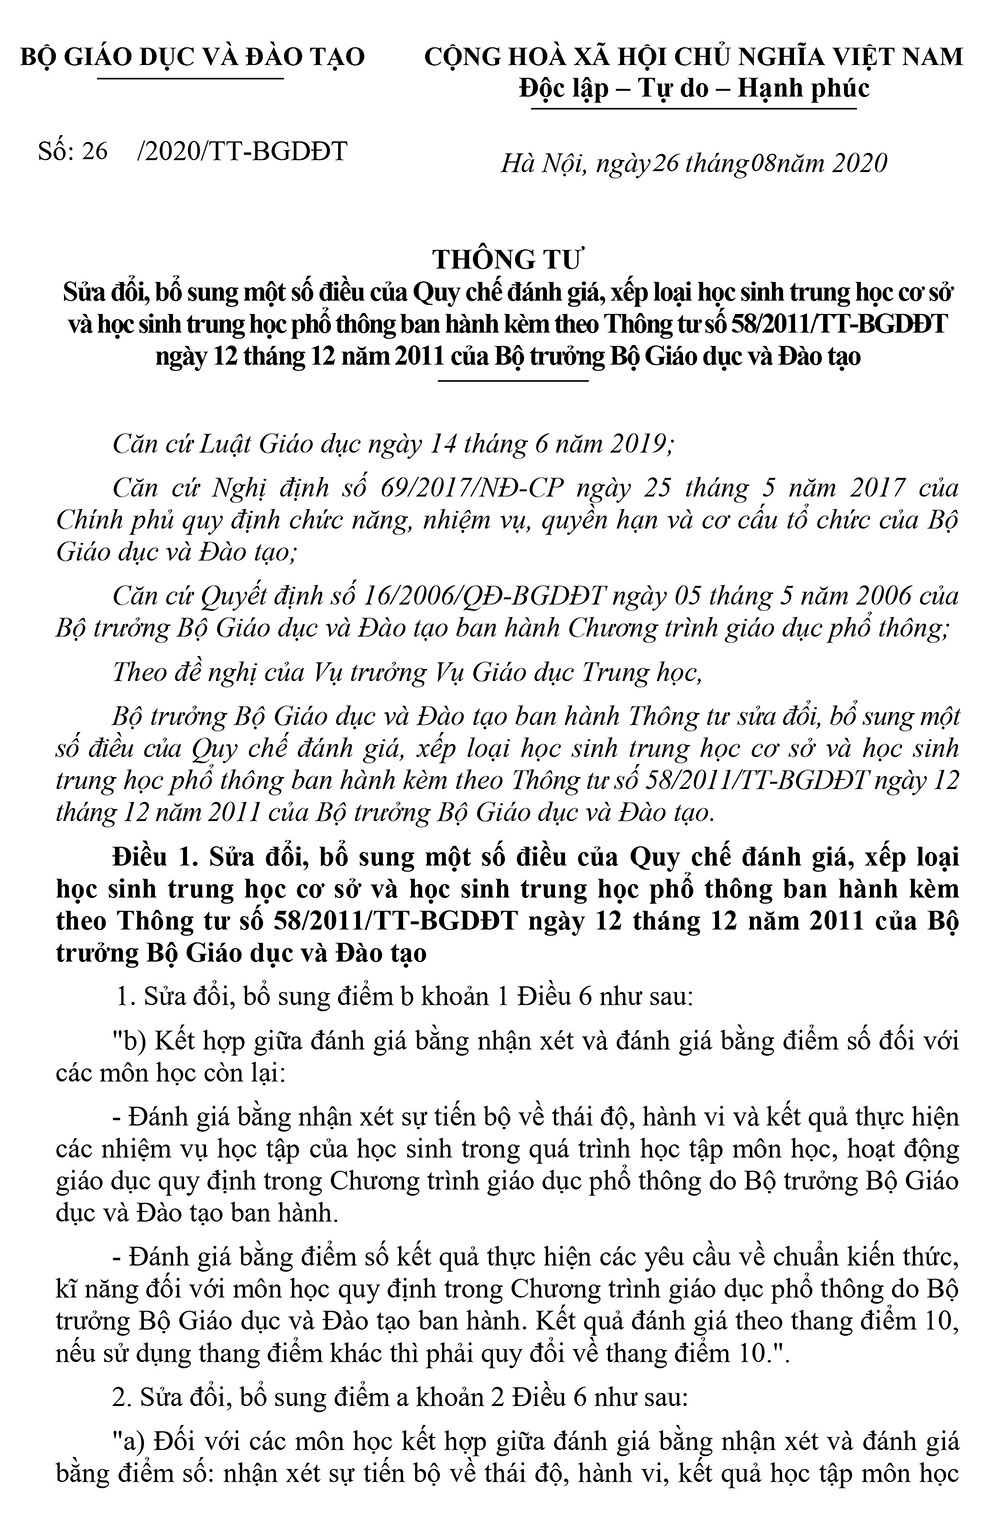 BỘ GIÁO DỤC VÀ ĐÀO TẠO
CỘNG HOÀ XÃ HỘI CHỦ NGHĨA VIỆT NAM
Độc lập – Tự do – Hạnh phúc
Số: 26 /2020/TT-BGDĐT
Hà Nội, ngày 26 tháng 08 năm 2020
THÔNG TƯ
Sửa đổi, bổ sung một số điều của Quy chế đánh giá, xếp loại học sinh trung học cơ sở
và học sinh trung học phổ thông ban hành kèm theo Thông tư số 58/2011/TT-BGDĐT
ngày 12 tháng 12 năm 2011 của Bộ trưởng Bộ Giáo dục và Đào tạo
Căn cứ Luật Giáo dục ngày 14 tháng 6 năm 2019;
Căn cứ Nghị định số 69/2017/NĐ-CP ngày 25 tháng 5 năm 2017 của
Chính phủ quy định chức năng, nhiệm vụ, quyền hạn và cơ cấu tổ chức của Bộ
Giáo dục và Đào tạo;
Căn cứ Quyết định số 16/2006/QĐ-BGDĐT ngày 05 tháng 5 năm 2006 của
Bộ trưởng Bộ Giáo dục và Đào tạo ban hành Chương trình giáo dục phổ thông;
Theo đề nghị của Vụ trưởng Vụ Giáo dục Trung học,
Bộ trưởng Bộ Giáo dục và Đào tạo ban hành Thông tư sửa đổi, bổ sung một
số điều của Quy chế đánh giá, xếp loại học sinh trung học cơ sở và học sinh
trung học phổ thông ban hành kèm theo Thông tư số 58/2011/TT-BGDĐT ngày 12
tháng 12 năm 2011 của Bộ trưởng Bộ Giáo dục và Đào tạo.
Điều 1. Sửa đổi, bổ sung một số điều của Quy chế đánh giá, xếp loại
học sinh trung học cơ sở và học sinh trung học phổ thông ban hành kèm
theo Thông tư số 58/2011/TT-BGDĐT ngày 12 tháng 12 năm 2011 của Bộ
trưởng Bộ Giáo dục và Đào tạo
1. Sửa đổi, bổ sung điểm b khoản 1 Điều 6 như sau:
"b) Kết hợp giữa đánh giá bằng nhận xét và đánh giá bằng điểm số đối với
các môn học còn lại:
- Đánh giá bằng nhận xét sự tiến bộ về thái độ, hành vi và kết quả thực hiện
các nhiệm vụ học tập của học sinh trong quá trình học tập môn học, hoạt động
giáo dục quy định trong Chương trình giáo dục phổ thông do Bộ trưởng Bộ Giáo
dục và Đào tạo ban hành.
- Đánh giá bằng điểm số kết quả thực hiện các yêu cầu về chuẩn kiến thức,
kĩ năng đối với môn học quy định trong Chương trình giáo dục phổ thông do Bộ
trưởng Bộ Giáo dục và Đào tạo ban hành. Kết quả đánh giá theo thang điểm 10,
nếu sử dụng thang điểm khác thì phải quy đổi về thang điểm 10.".
2. Sửa đổi, bổ sung điểm a khoản 2 Điều 6 như sau:
"a) Đối với các môn học kết hợp giữa đánh giá bằng nhận xét và đánh giá
bằng điểm số: nhận xét sự tiến bộ về thái độ, hành vi, kết quả học tập môn học